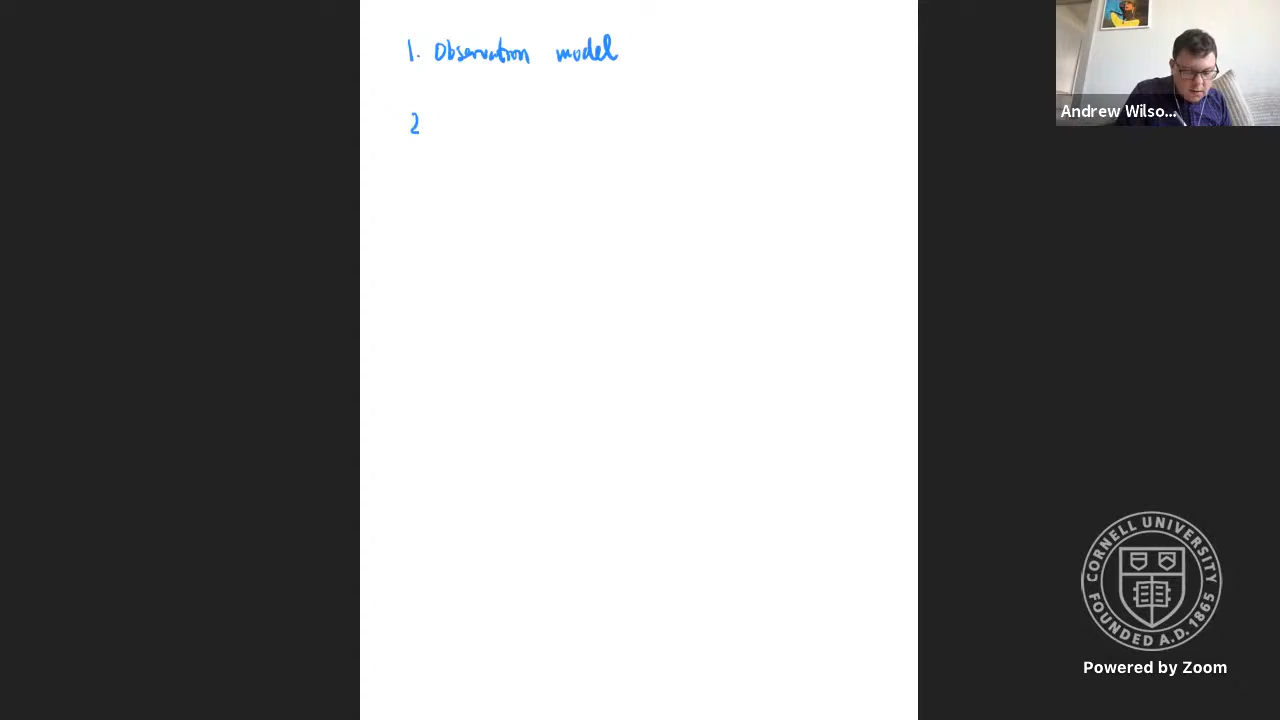 1. Observation model
2
Andrew Wilso...
CORNELL UNIVERSITY
FOUNDED A.D. 1865
Powered by Zoom